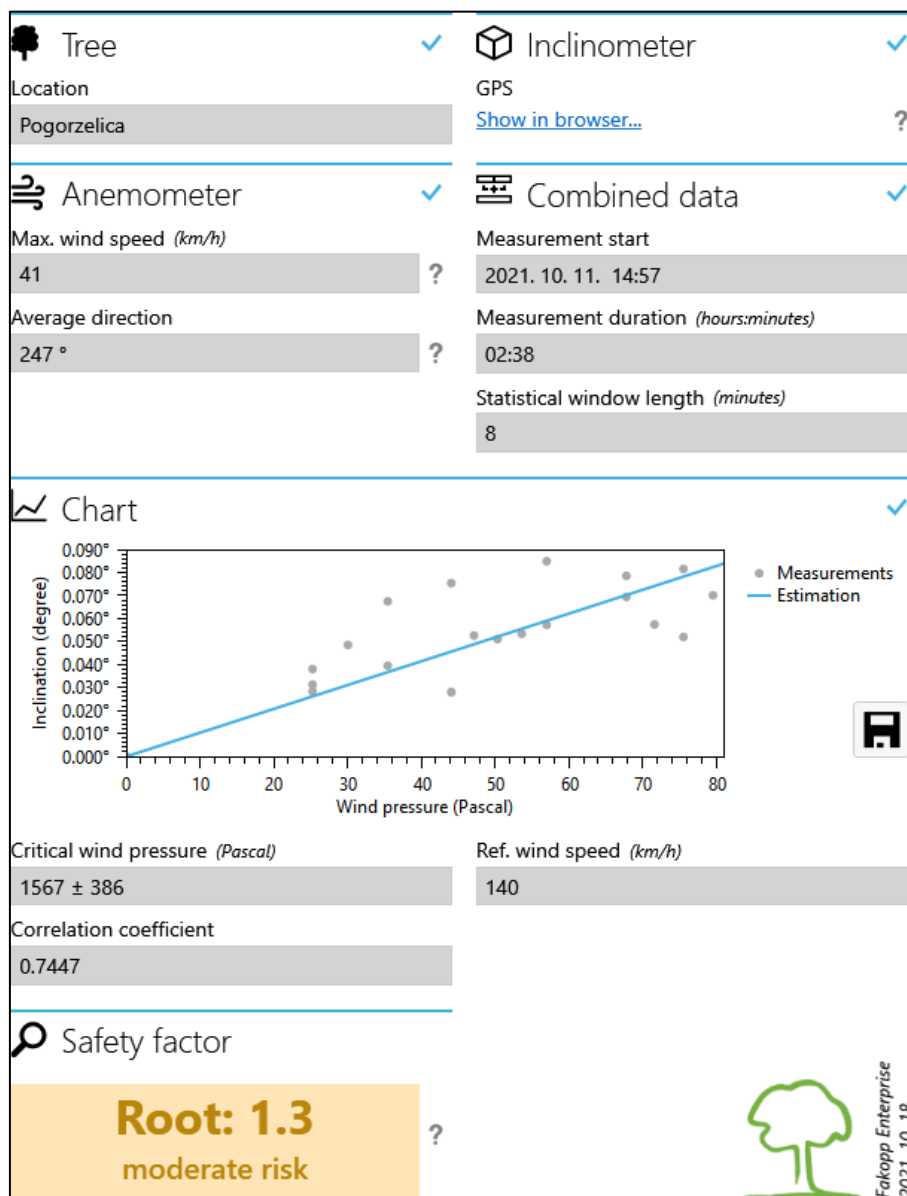 Tree
Location
Pogorzelica
Inclinometer
GPS
Show in browser...
?
Anemometer
Max. wind speed (km/h)
41
?
Average direction
247 °
?
Combined data
Measurement start
2021. 10. 11. 14:57
Measurement duration (hours:minutes)
02:38
Statistical window length (minutes)
8
Chart
Inclination (degree)
0.090°
0.080°
0.070°
0.060°
0.050°
0.040°
0.030°
0.020°
0.010°
0.000°
0 10 20 30 40 50 60 70 80
Wind pressure (Pascal)
Measurements
Estimation
Critical wind pressure (Pascal)
1567 ± 386
Ref. wind speed (km/h)
140
Correlation coefficient
0.7447
Safety factor
Root: 1.3
moderate risk
?
Fakopp Enterprise
2021. 10. 18